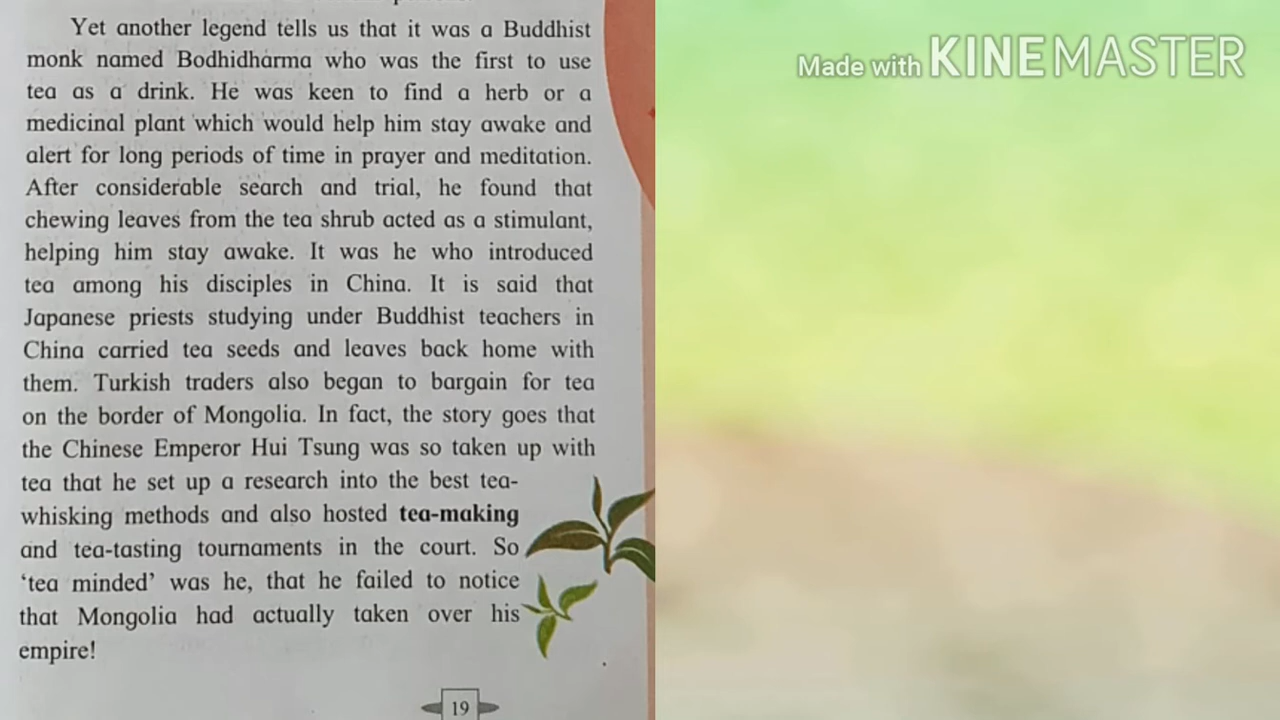 Yet another legend tells us that it was a Buddhist
monk named Bodhidharma who was the first to use
tea as a drink. He was keen to find a herb or a
medicinal plant which would help him stay awake and
alert for long periods of time in prayer and meditation.
After considerable search and trial, he found that
chewing leaves from the tea shrub acted as a stimulant,
helping him stay awake. It was he who introduced
tea among his disciples in China. It is said that
Japanese priests studying under Buddhist teachers in
China carried tea seeds and leaves back home with
them. Turkish traders also began to bargain for tea
on the border of Mongolia. In fact, the story goes that
the Chinese Emperor Hui Tsung was so taken up with
tea that he set up a research into the best tea-
whisking methods and also hosted tea-making
and tea-tasting tournaments in the court. So
‘tea minded’ was he, that he failed to notice
that Mongolia had actually taken over his
empire!
19
Made with KINEMASTER